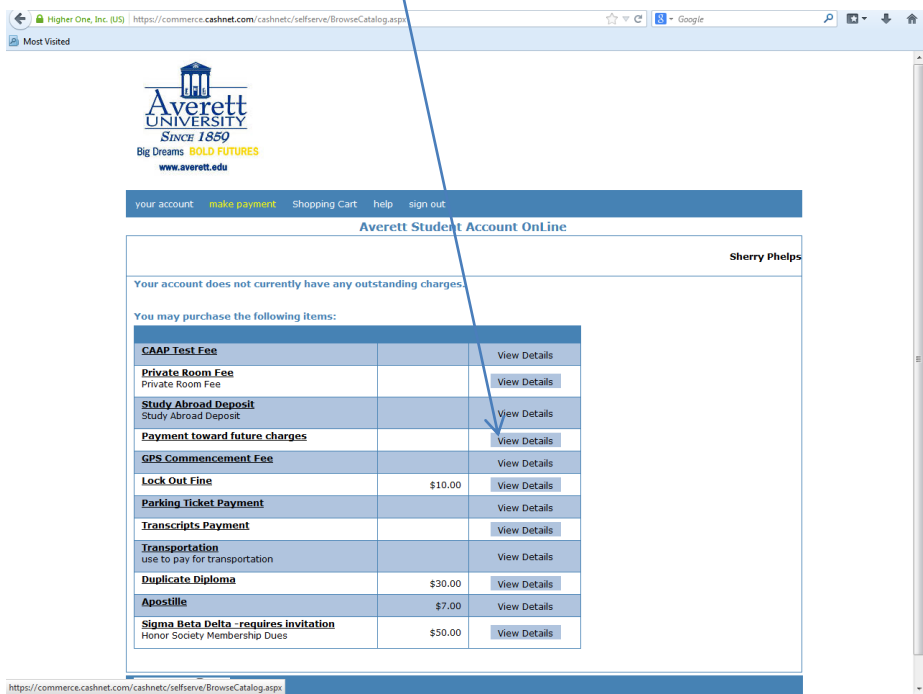 Higher One, Inc. (US) https://commerce.cashnet.com/cashnetc/selfserve/BrowseCatalog.aspx Google
Most Visited
Averett
UNIVERSITY
SINCE 1859
Big Dreams BOLD FUTURES
www.averett.edu
your account make payment Shopping Cart help sign out
Averett Student Account OnLine
Sherry Phelps
Your account does not currently have any outstanding charges.
You may purchase the following items:
CAAP Test Fee View Details
Private Room Fee
Private Room Fee View Details
Study Abroad Deposit
Study Abroad Deposit View Details
Payment toward future charges View Details
GPS Commencement Fee View Details
Lock Out Fine $10.00 View Details
Parking Ticket Payment View Details
Transcripts Payment View Details
Transportation
use to pay for transportation View Details
Duplicate Diploma $30.00 View Details
Apostille $7.00 View Details
Sigma Beta Delta -requires invitation
Honor Society Membership Dues $50.00 View Details
https://commerce.cashnet.com/cashnetc/selfserve/BrowseCatalog.aspx